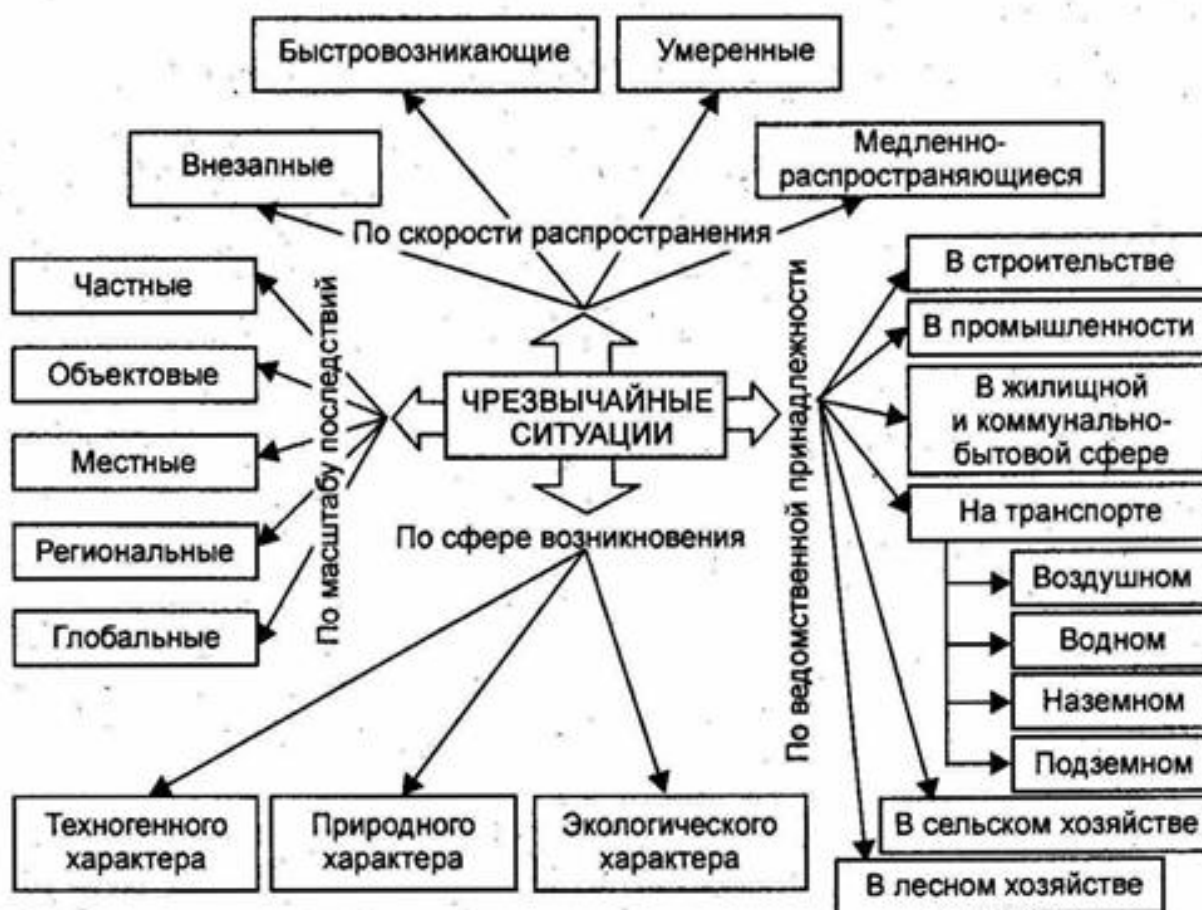 Быстровозникающие
Умеренные
Внезапные
Медленно-
распространяющиеся
По скорости распространения
Частные
Объектовые
Местные
Региональные
Глобальные
По масштабу последствий
ЧРЕЗВЫЧАЙНЫЕ
СИТУАЦИИ
По ведомственной принадлежности
В строительстве
В промышленности
В жилищной
и коммунально-
бытовой сфере
На транспорте
Воздушном
Водном
Наземном
Подземном
В сельском хозяйстве
В лесном хозяйстве
По сфере возникновения
Техногенного
характера
Природного
характера
Экологического
характера